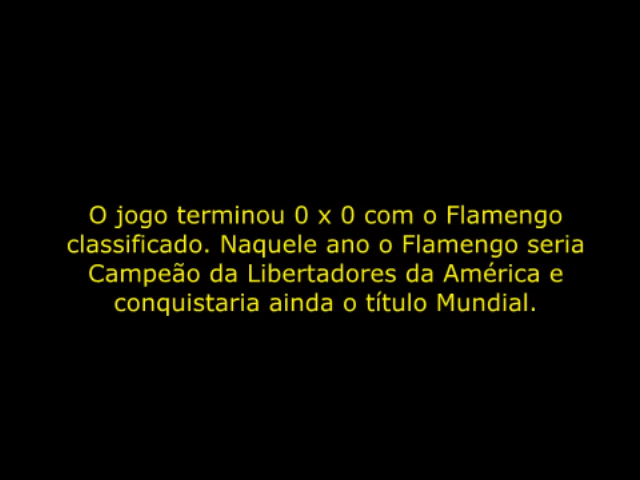 O jogo terminou 0 x 0 com o Flamengo
classificado. Naquele ano o Flamengo seria
Campeão da Libertadores da América e
conquistaria ainda o título Mundial.